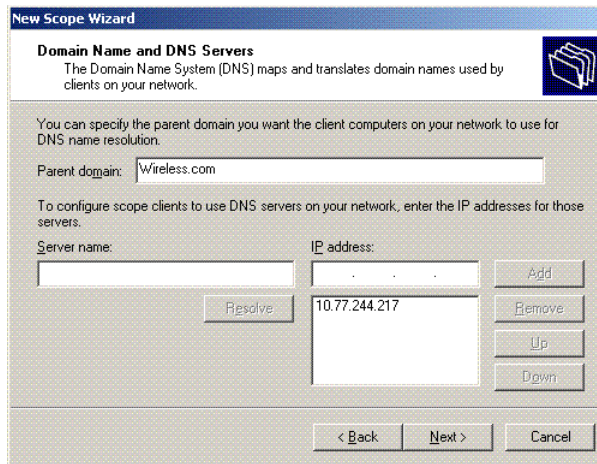 New Scope Wizard
Domain Name and DNS Servers
The Domain Name System (DNS) maps and translates domain names used by
clients on your network.
You can specify the parent domain you want the client computers on your network to use for
DNS name resolution.
Parent domain: Wireless.com
To configure scope clients to use DNS servers on your network, enter the IP addresses for those
servers.
Server name: IP address:
. . . Add
Resolve 10.77.244.217 Remove
Up
Down
< Back Next > Cancel